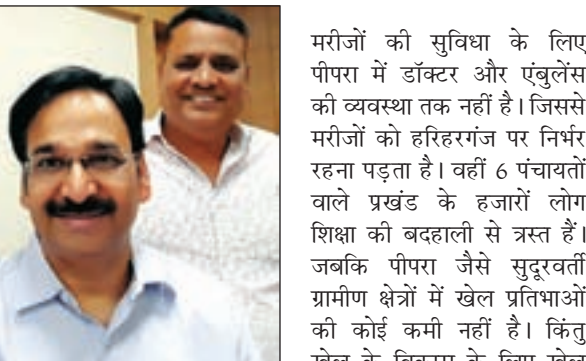 मरीजों की सुविधा के लिए
पीपरा में डॉक्टर और एंबुलेंस
की व्यवस्था तक नहीं है। जिससे
मरीजों को हरिहरगंज पर निर्भर
रहना पड़ता है। वहीं 6 पंचायतों
वाले प्रखंड के हजारों लोग
शिक्षा की बदहाली से त्रस्त हैं।
जबकि पीपरा जैसे सुदूरवर्ती
ग्रामीण क्षेत्रों में खेल प्रतिभाओं
की कोई कमी नहीं है। किंतु
खेल के विकास के लिए खेल